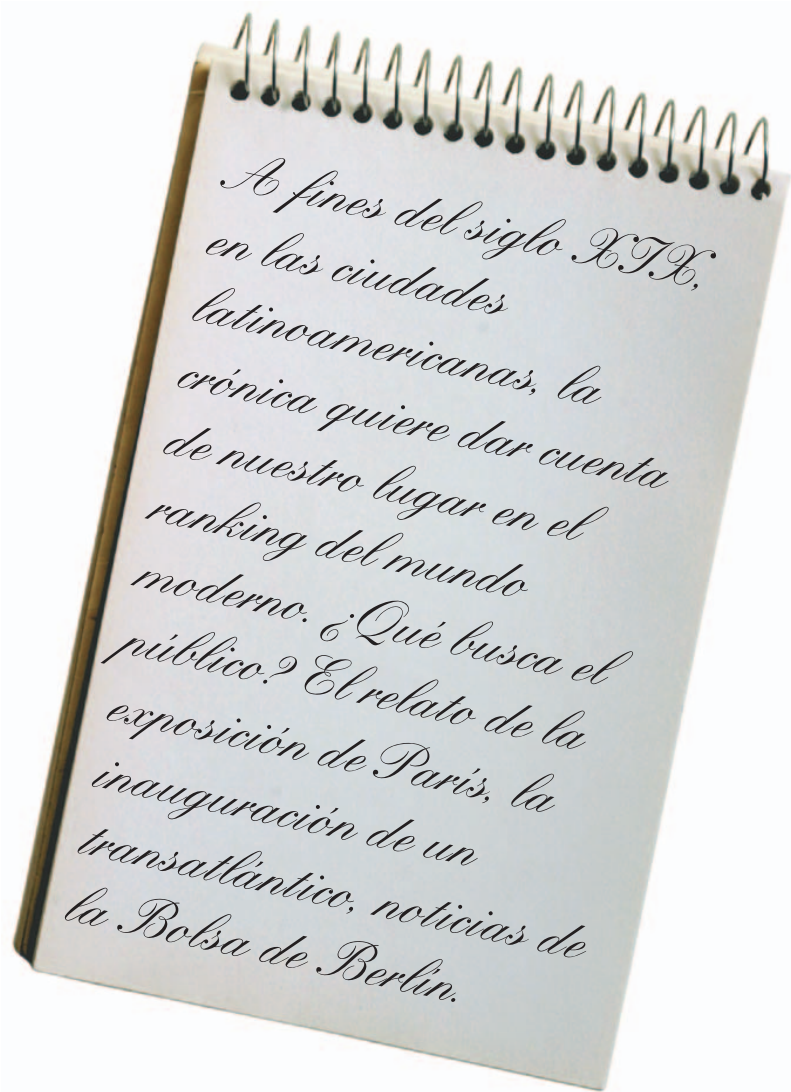 A fines del siglo XIX,
en las ciudades
latinoamericanas, la
crónica quiere dar cuenta
de nuestro lugar en el
ranking del mundo
moderno. ¿Qué busca el
público? El relato de la
exposición de París, la
inauguración de un
transatlántico, noticias de
la Bolsa de Berlín.